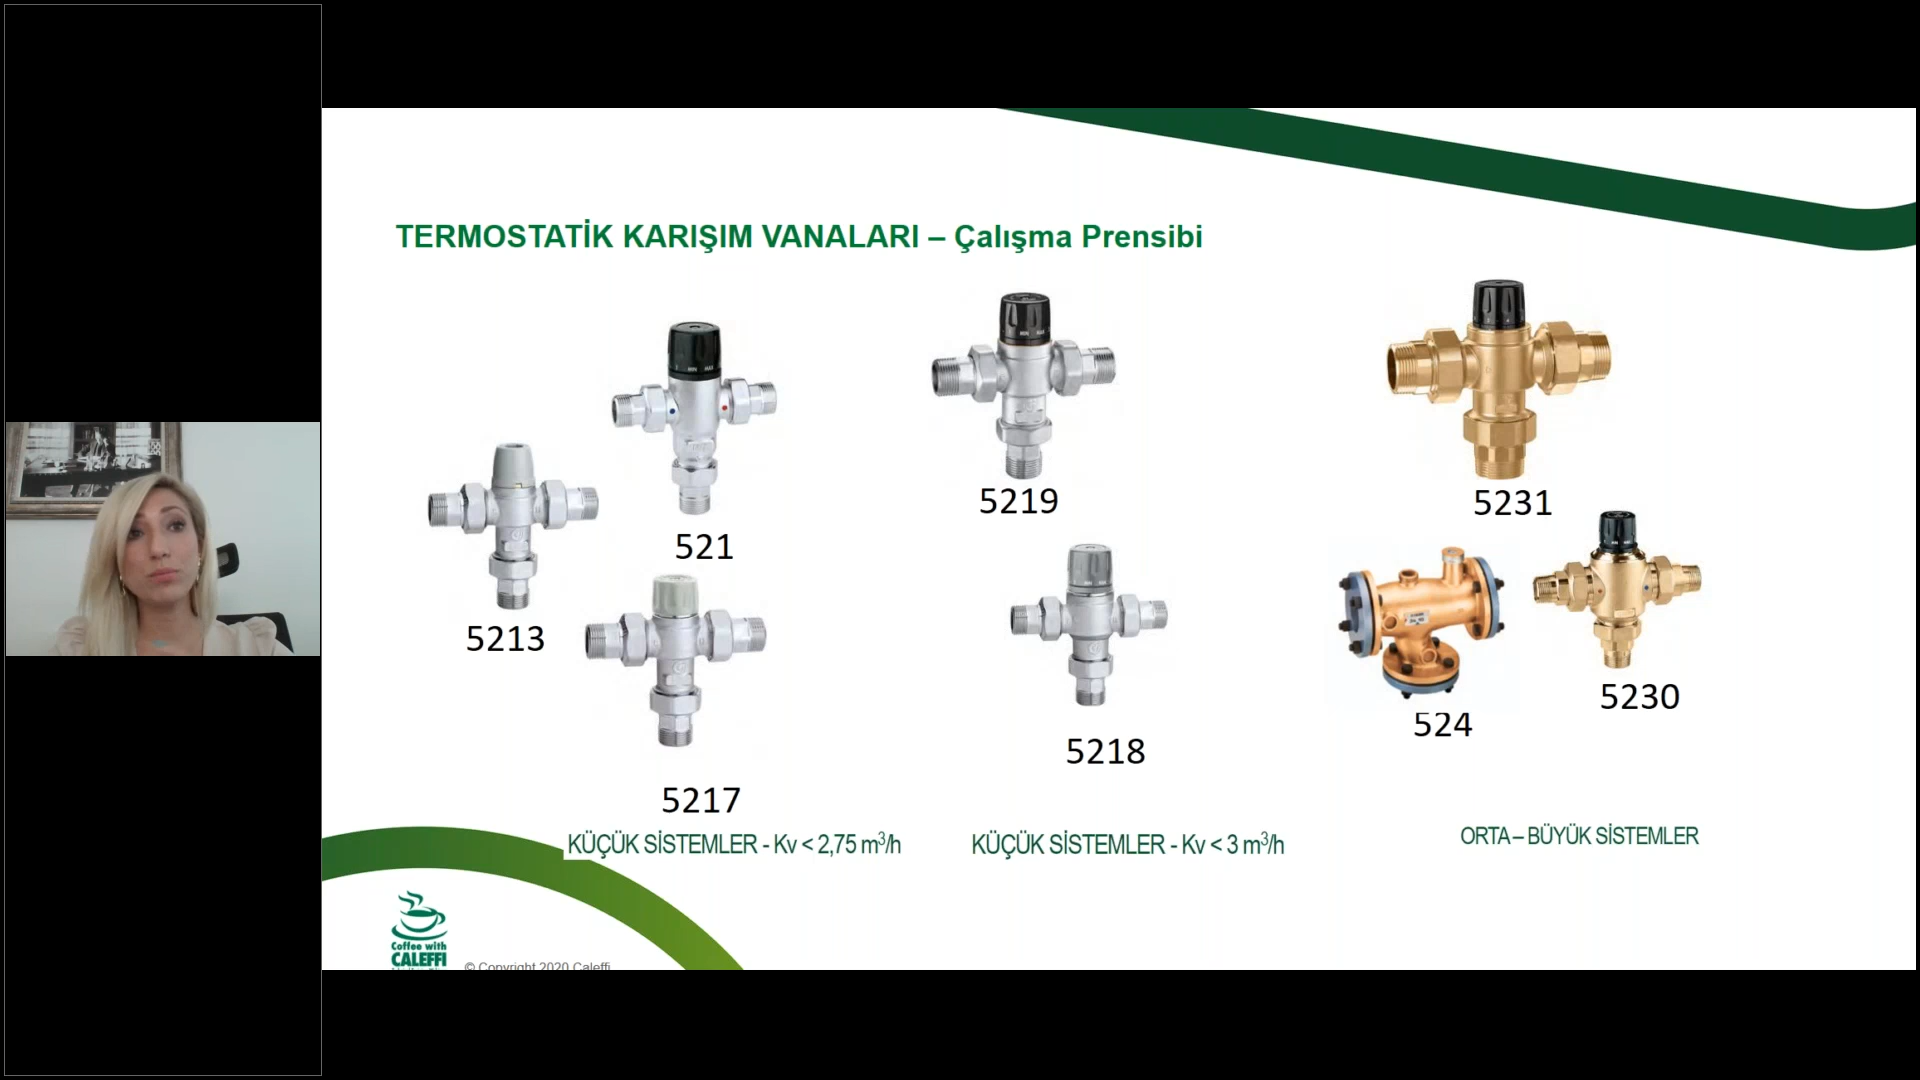 TERMOSTATİK KARIŞIM VANALARI – Çalışma Prensibi
5219
5231
521
5213
5230
524
5218
5217
KÜÇÜK SİSTEMLER - Kv < 2,75 m³/h
KÜÇÜK SİSTEMLER - Kv < 3 m³/h
ORTA – BÜYÜK SİSTEMLER
Coffee with
CALEFFI
© Copyright 2020 Caleffi